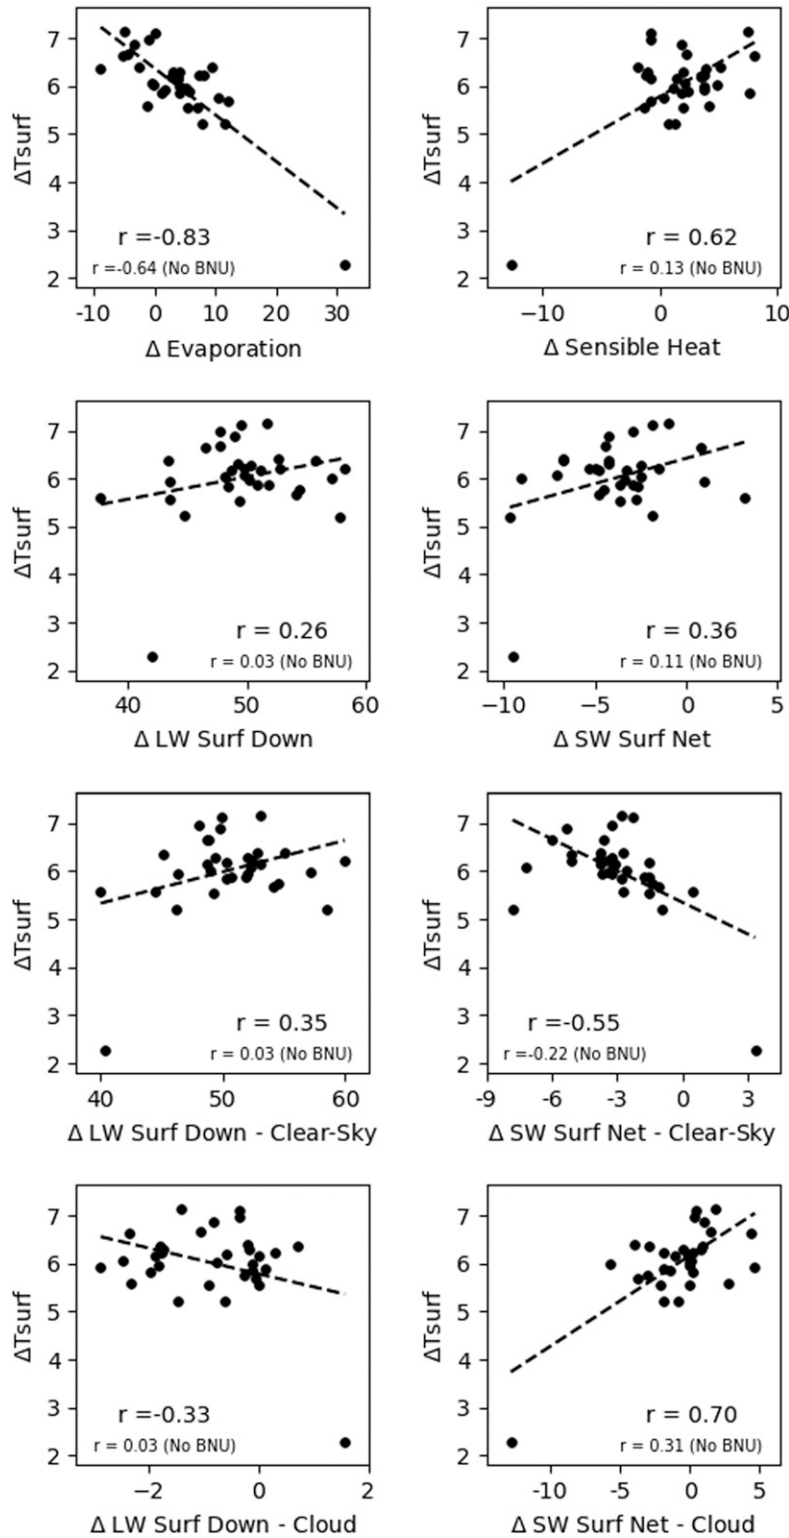 7
6
5
4
3
2
ΔTsurf
r =-0.83
r =-0.64 (No BNU)
-10 0 10 20 30
Δ Evaporation
7
6
5
4
3
2
ΔTsurf
r = 0.62
r = 0.13 (No BNU)
−10 0 10
Δ Sensible Heat
7
6
5
4
3
2
ΔTsurf
r = 0.26
r = 0.03 (No BNU)
40 50 60
Δ LW Surf Down
7
6
5
4
3
2
ΔTsurf
r = 0.36
r = 0.11 (No BNU)
−10 −5 0 5
Δ SW Surf Net
7
6
5
4
3
2
ΔTsurf
r = 0.35
r = 0.03 (No BNU)
40 50 60
Δ LW Surf Down - Clear-Sky
7
6
5
4
3
2
ΔTsurf
r =-0.55
r =-0.22 (No BNU)
-9 -6 -3 0 3
Δ SW Surf Net - Clear-Sky
7
6
5
4
3
2
ΔTsurf
r =-0.33
r = 0.03 (No BNU)
−2 0 2
Δ LW Surf Down - Cloud
7
6
5
4
3
2
ΔTsurf
r = 0.70
r = 0.31 (No BNU)
-10 -5 0 5
Δ SW Surf Net - Cloud